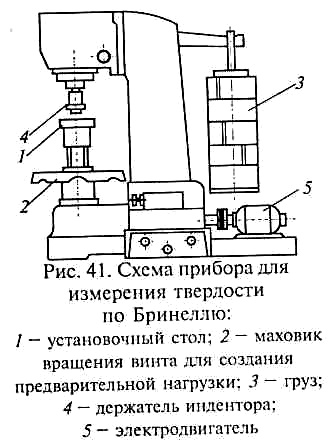 3
4
1
2
5
Рис. 41. Схема прибора для
измерения твердости
по Бринеллю:
1 – установочный стол; 2 – маховик
вращения винта для создания
предварительной нагрузки; 3 – груз;
4 – держатель индентора;
5 – электродвигатель